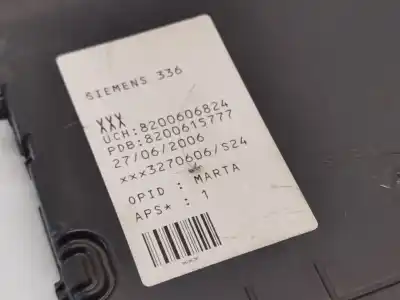 SIEMENS 336
XXX
UCH:8200606824
PDB:8200615777
27/06/2006
xxx3270606/S24
OPID : MARTA
APS* : 1